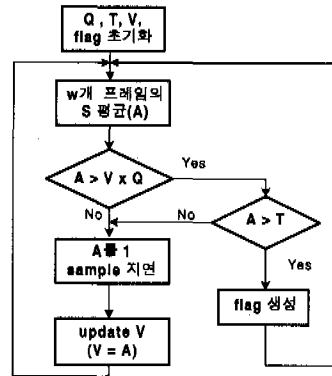 Q , T, V,
flag 초기화
w개 프레임의
S 평균(A)
A > V x Q
Yes
No
No
A > T
Yes
A를 1
sample 지연
flag 생성
update V
(V = A)